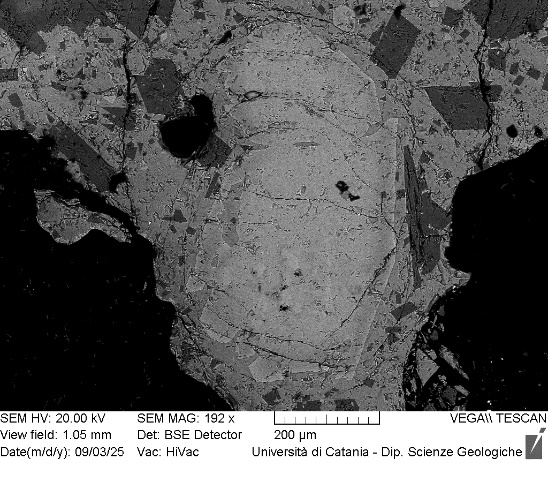 SEM HV: 20.00 kV SEM MAG: 192 x VEGA\\ TESCAN
View field: 1.05 mm Det: BSE Detector 200 µm
Date(m/d/y): 09/03/25 Vac: HiVac Università di Catania - Dip. Scienze Geologiche